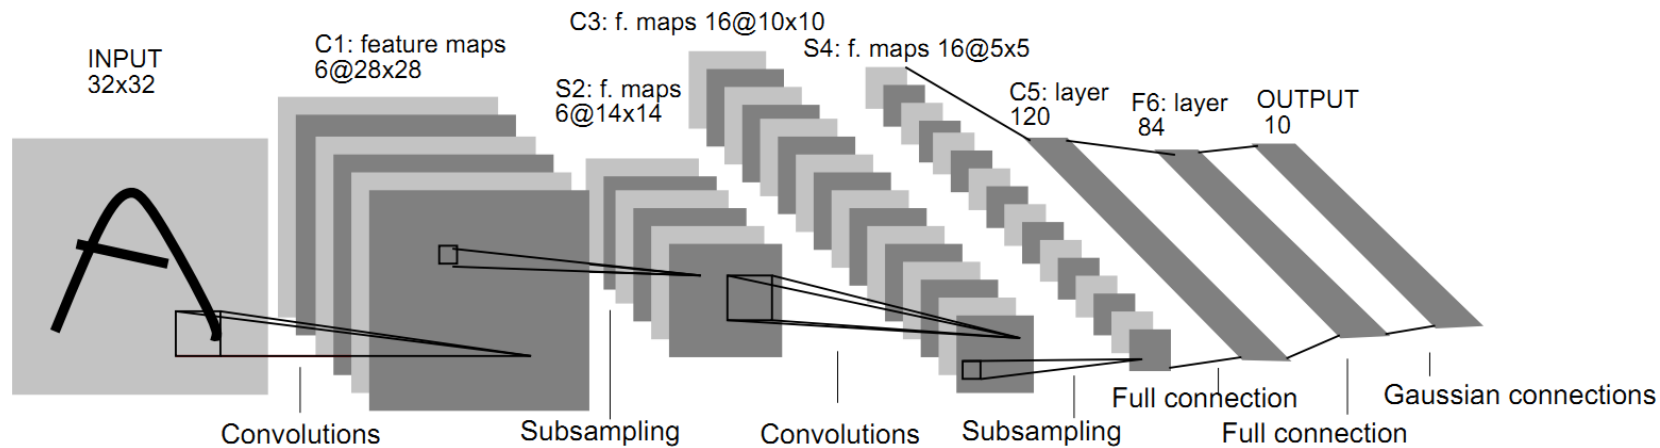 INPUT
32x32
C1: feature maps
6@28x28
S2: f. maps
6@14x14
C3: f. maps 16@10x10
S4: f. maps 16@5x5
C5: layer
120
F6: layer
84
OUTPUT
10
Convolutions
Subsampling
Convolutions
Subsampling
Full connection
Full connection
Gaussian connections